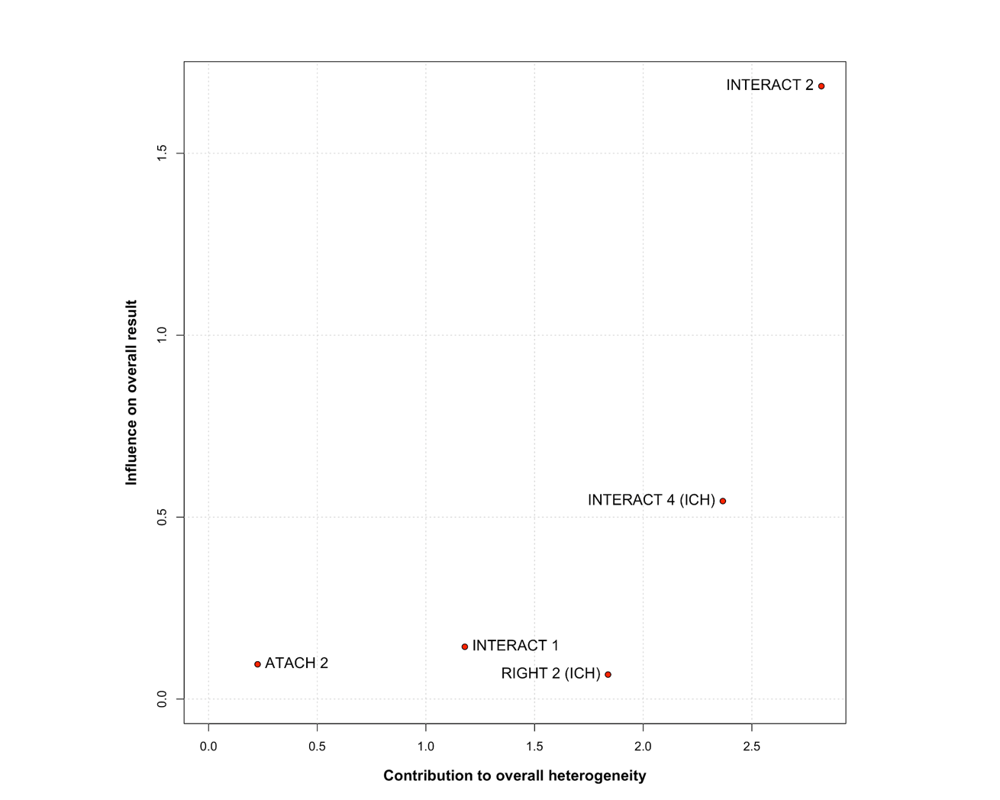 INTERACT 2
1.5
1.0
Influence on overall result
INTERACT 4 (ICH)
0.5
INTERACT 1
ATACH 2
RIGHT 2 (ICH)
0.0
0.0 0.5 1.0 1.5 2.0 2.5
Contribution to overall heterogeneity